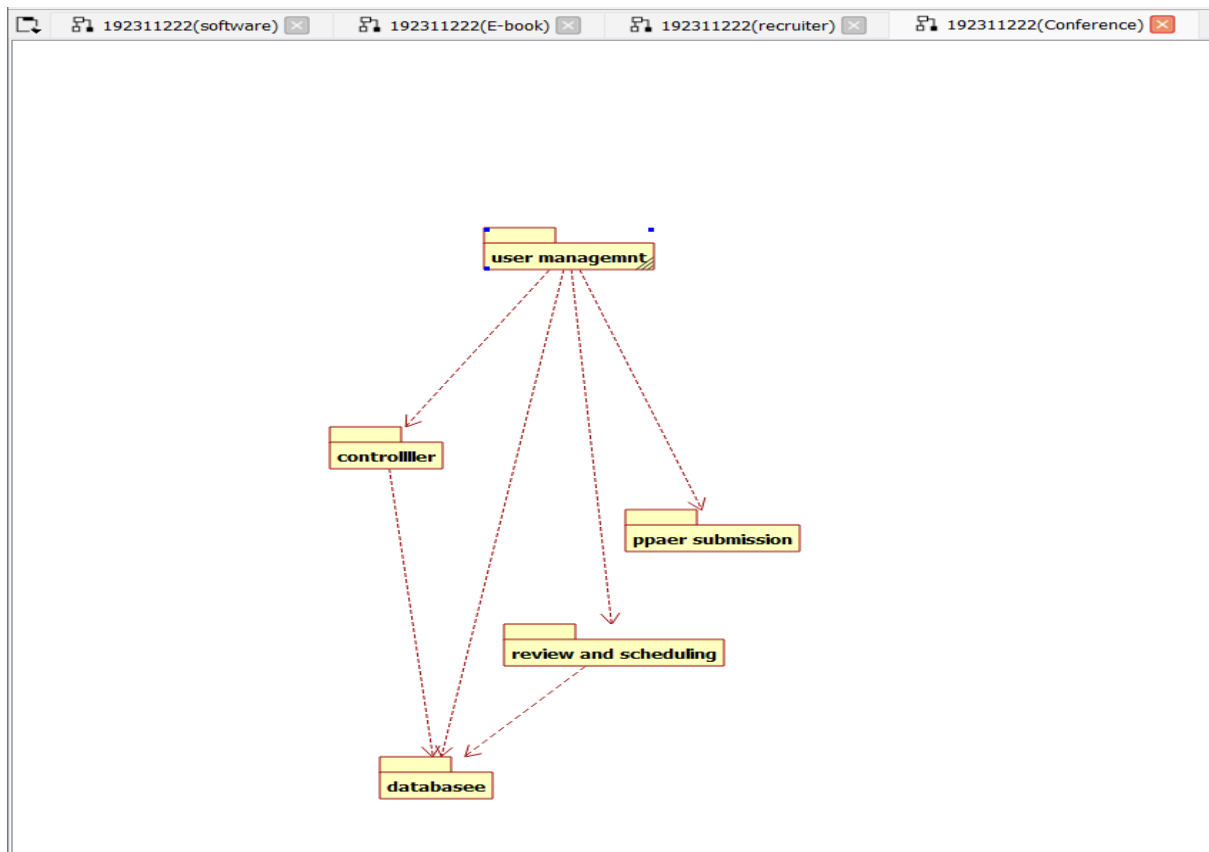 192311222(software)
192311222(E-book)
192311222(recruiter)
192311222(Conference)
user managemnt
controllller
ppaer submission
review and scheduling
databasee